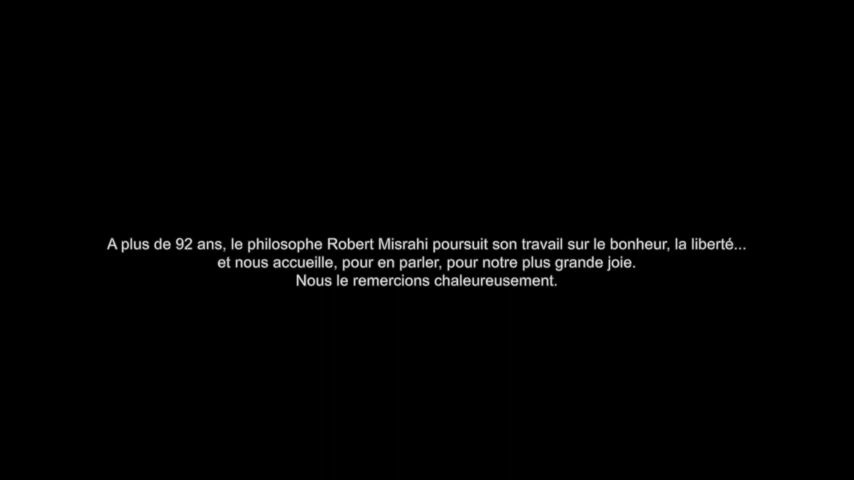 A plus de 92 ans, le philosophe Robert Misrahi poursuit son travail sur le bonheur, la liberté...
et nous accueille, pour en parler, pour notre plus grande joie.
Nous le remercions chaleureusement.